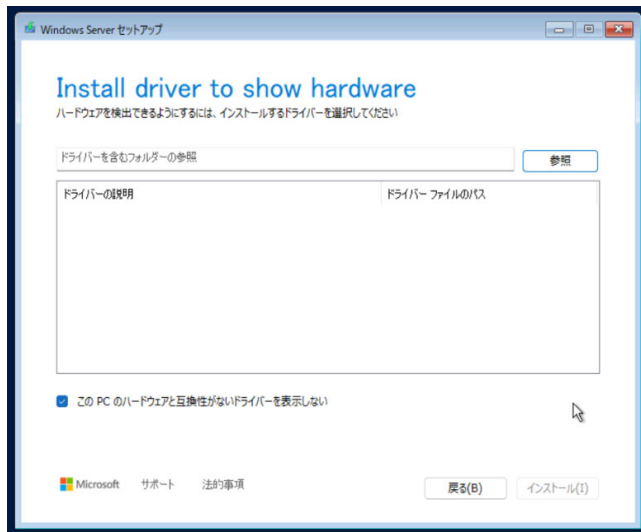 Windows Server セットアップ
Install driver to show hardware
ハードウェアを検出できるようにするには、インストールするドライバーを選択してください
ドライバーを含むフォルダーの参照
参照
ドライバーの説明 ドライバー ファイルのパス
この PC のハードウェアと互換性がないドライバーを表示しない
Microsoft サポート 法的事項 戻る(B) インストール(I)